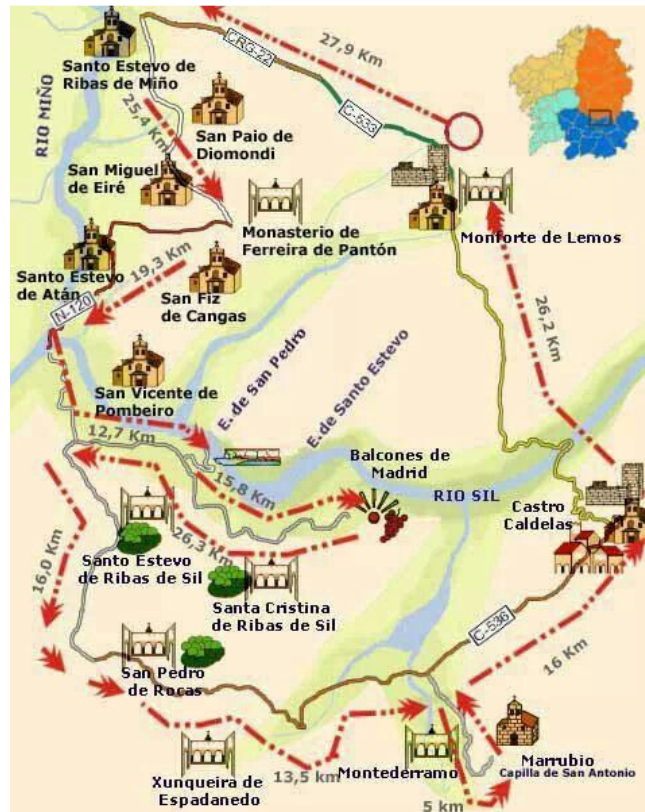 27,9 Km
CRG-22
Santo Estevo de
Ribas de Miño
RIO MIÑO
25,4 Km
C-533
San Paio de
Diomondi
San Miguel
de Eiré
Monasterio de
Ferreira de Pantón
Monforte de Lemos
Santo Estevo
de Atán
19,3 Km
N-120
San Fiz
de Cangas
26,2 Km
San Vicente de
Pombeiro
E. de San Pedro
E. de Santo Estevo
12,7 Km
15,8 Km
Balcones de
Madrid
RIO SIL
Castro
Caldelas
16,0 Km
26,3 Km
Santo Estevo
de Ribas de Sil
Santa Cristina
de Ribas de Sil
C-536
16 Km
San Pedro
de Rocas
Xunqueira de
Espadanedo
13,5 km
Montederramo
5 km
Marrubio
Capilla de San Antonio